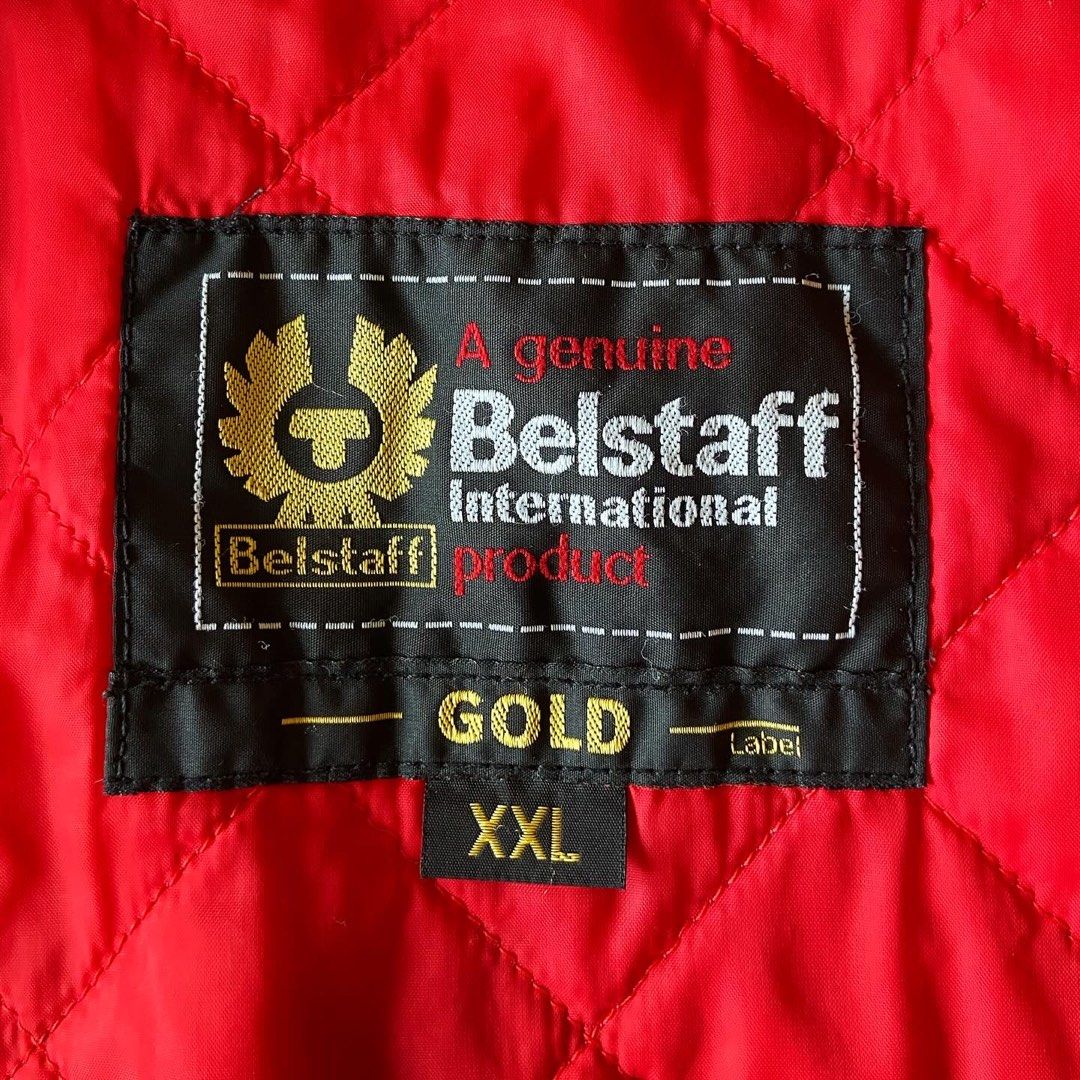 A genuine
Belstaff
International
product
Belstaff
GOLD
Label
XXL